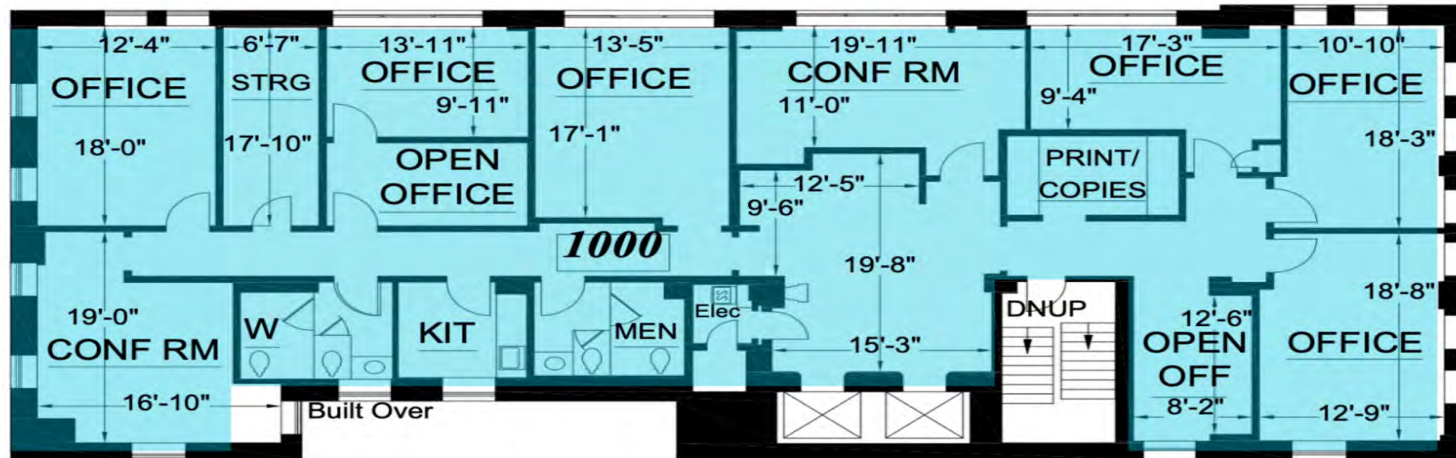 12'-4"
OFFICE
18'-0"
6'-7"
STRG
17'-10"
13'-11"
OFFICE
9'-11"
OPEN
OFFICE
13'-5"
OFFICE
17'-1"
19'-11"
CONF RM
11'-0"
17'-3"
OFFICE
9'-4"
10'-10"
OFFICE
18'-3"
PRINT/
COPIES
12'-5"
9'-6"
19'-8"
15'-3"
1000
19'-0"
CONF RM
16'-10"
W
KIT
MEN
Elec
Built Over
DNUP
12'-6"
OPEN
OFF
8'-2"
18'-8"
OFFICE
12'-9"